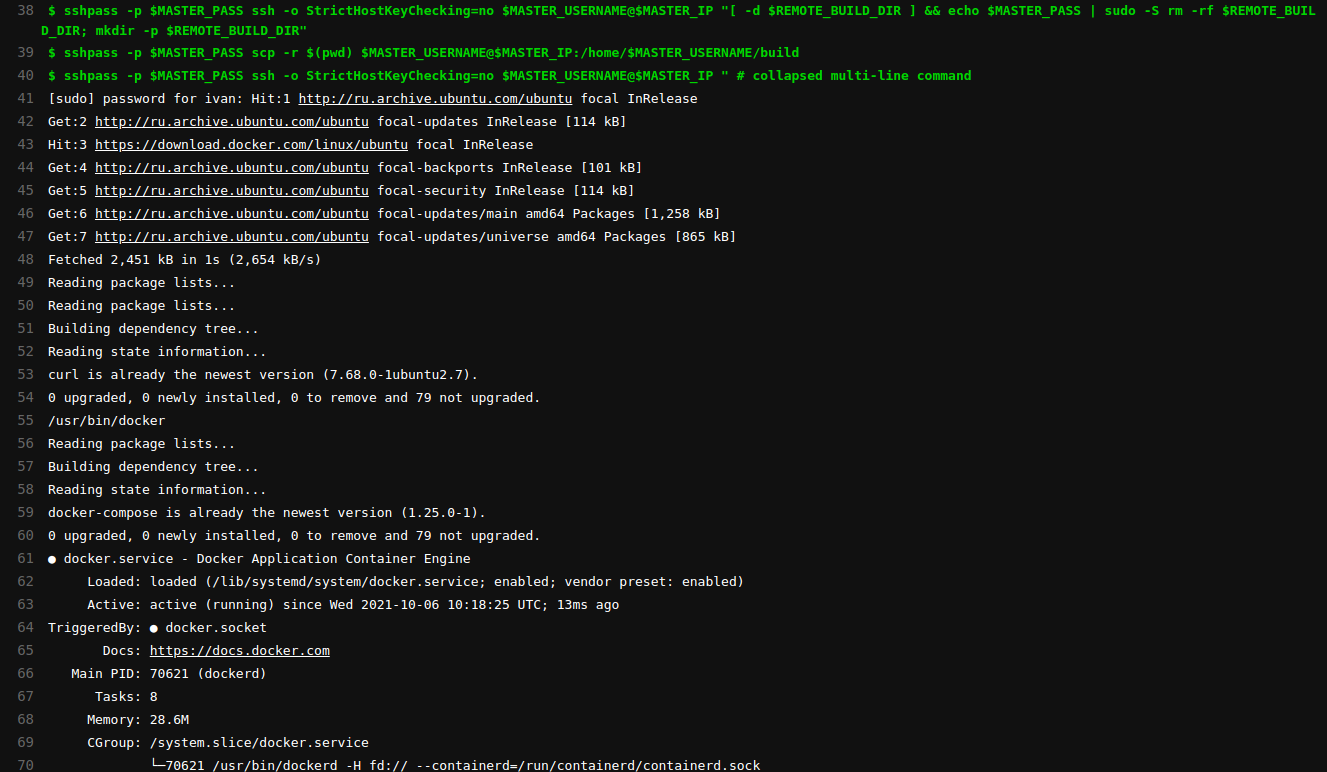 38 $ sshpass -p $MASTER_PASS ssh -o StrictHostKeyChecking=no $MASTER_USERNAME@$MASTER_IP "[ -d $REMOTE_BUILD_DIR ] && echo $MASTER_PASS | sudo -S rm -rf $REMOTE_BUIL
D_DIR; mkdir -p $REMOTE_BUILD_DIR"
39 $ sshpass -p $MASTER_PASS scp -r $(pwd) $MASTER_USERNAME@$MASTER_IP:/home/$MASTER_USERNAME/build
40 $ sshpass -p $MASTER_PASS ssh -o StrictHostKeyChecking=no $MASTER_USERNAME@$MASTER_IP " # collapsed multi-line command
41 [sudo] password for ivan: Hit:1 http://ru.archive.ubuntu.com/ubuntu focal InRelease
42 Get:2 http://ru.archive.ubuntu.com/ubuntu focal-updates InRelease [114 kB]
43 Hit:3 https://download.docker.com/linux/ubuntu focal InRelease
44 Get:4 http://ru.archive.ubuntu.com/ubuntu focal-backports InRelease [101 kB]
45 Get:5 http://ru.archive.ubuntu.com/ubuntu focal-security InRelease [114 kB]
46 Get:6 http://ru.archive.ubuntu.com/ubuntu focal-updates/main amd64 Packages [1,258 kB]
47 Get:7 http://ru.archive.ubuntu.com/ubuntu focal-updates/universe amd64 Packages [865 kB]
48 Fetched 2,451 kB in 1s (2,654 kB/s)
49 Reading package lists...
50 Reading package lists...
51 Building dependency tree...
52 Reading state information...
53 curl is already the newest version (7.68.0-1ubuntu2.7).
54 0 upgraded, 0 newly installed, 0 to remove and 79 not upgraded.
55 /usr/bin/docker
56 Reading package lists...
57 Building dependency tree...
58 Reading state information...
59 docker-compose is already the newest version (1.25.0-1).
60 0 upgraded, 0 newly installed, 0 to remove and 79 not upgraded.
61 ● docker.service - Docker Application Container Engine
62 Loaded: loaded (/lib/systemd/system/docker.service; enabled; vendor preset: enabled)
63 Active: active (running) since Wed 2021-10-06 10:18:25 UTC; 13ms ago
64 TriggeredBy: ● docker.socket
65 Docs: https://docs.docker.com
66 Main PID: 70621 (dockerd)
67 Tasks: 8
68 Memory: 28.6M
69 CGroup: /system.slice/docker.service
70 └─70621 /usr/bin/dockerd -H fd:// --containerd=/run/containerd/containerd.sock